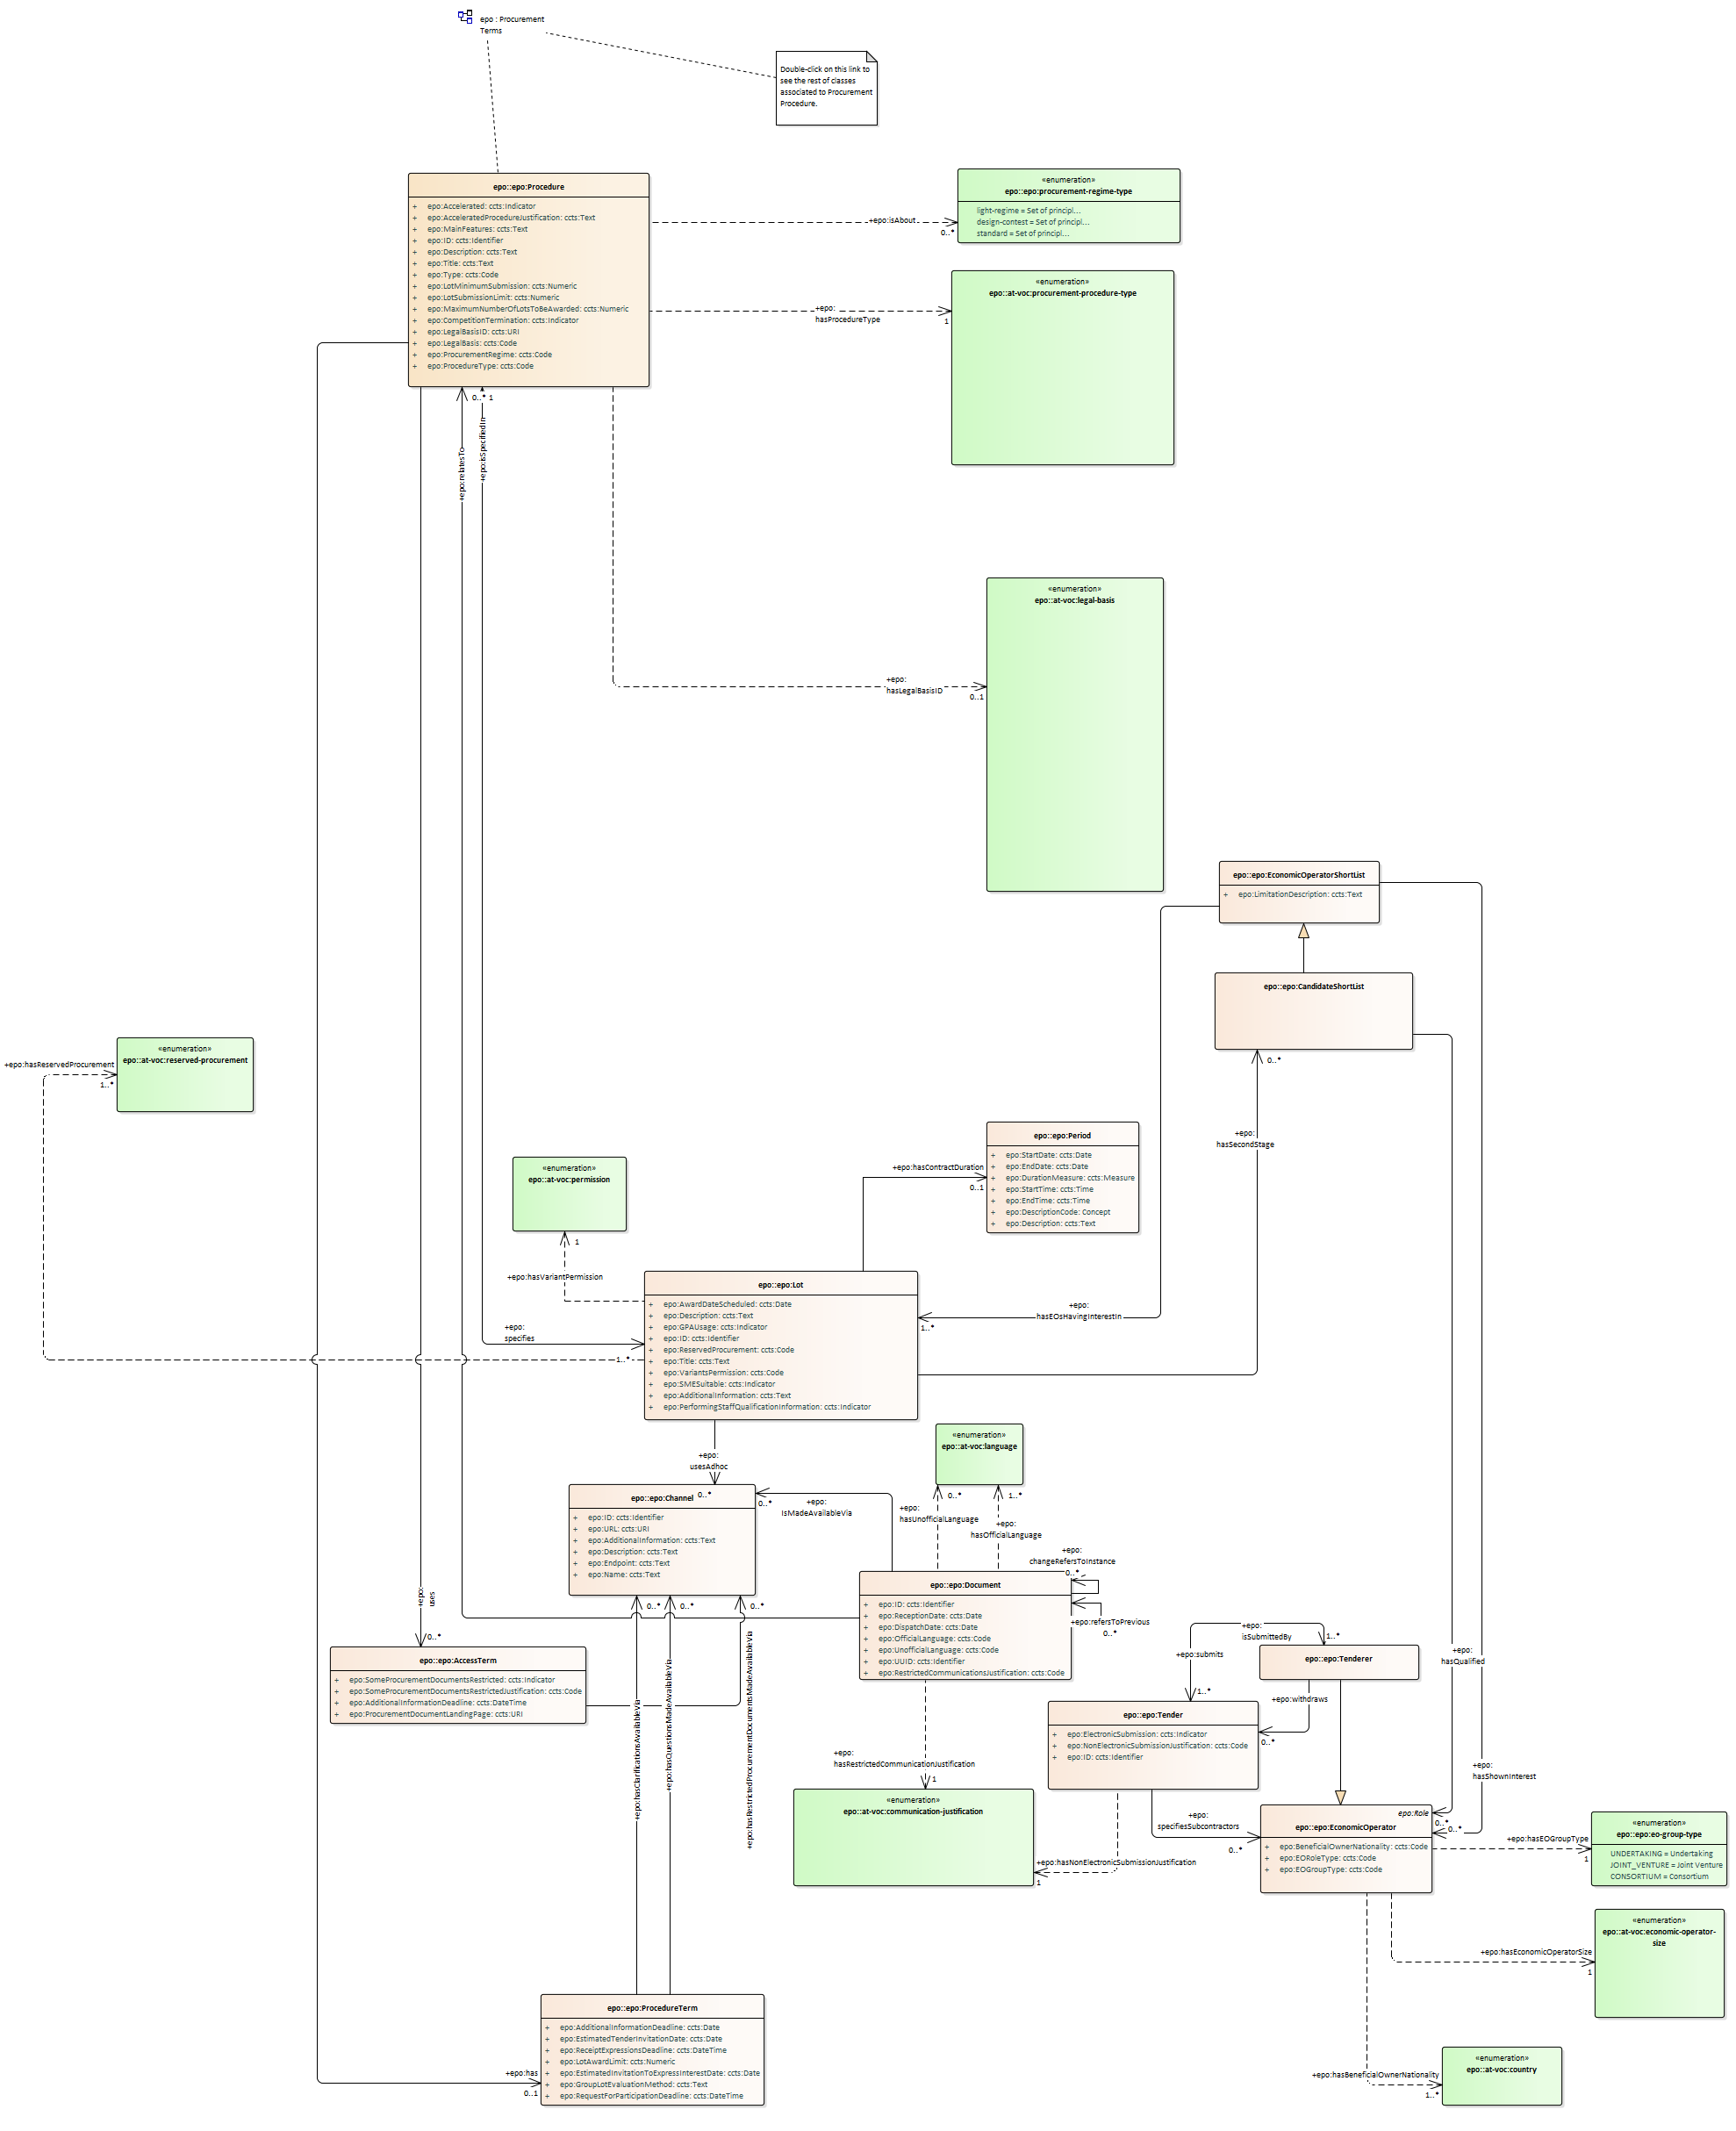 epo : Procurement
Terms
Double-click on this link to
see the rest of classes
associated to Procurement
Procedure.
epo::epo:Procedure
+ epo:Accelerated: ccts:Indicator
+ epo:AcceleratedProcedureJustification: ccts:Text
+ epo:MainFeatures: ccts:Text
+ epo:ID: ccts:Identifier
+ epo:Description: ccts:Text
+ epo:Title: ccts:Text
+ epo:Type: ccts:Code
+ epo:LotMinimumSubmission: ccts:Numeric
+ epo:LotSubmissionLimit: ccts:Numeric
+ epo:MaximumNumberOfLotsToBeAwarded: ccts:Numeric
+ epo:CompetitionTermination: ccts:Indicator
+ epo:LegalBasisID: ccts:URI
+ epo:LegalBasis: ccts:Code
+ epo:ProcurementRegime: ccts:Code
+ epo:ProcedureType: ccts:Code
+epo:isAbout
0..*
«enumeration»
epo::epo:procurement-regime-type
light-regime = Set of principl...
design-contest = Set of principl...
standard = Set of principl...
+epo:
hasProcedureType
1
«enumeration»
epo::at-voc:procurement-procedure-type
0..* 1
+epo:relatesTo
+epo:isSpecifiedIn
«enumeration»
epo::at-voc:legal-basis
+epo:
hasLegalBasisID
0..1
epo::epo:EconomicOperatorShortList
+ epo:LimitationDescription: ccts:Text
epo::epo:CandidateShortList
0..*
«enumeration»
epo::at-voc:reserved-procurement
+epo:hasReservedProcurement
1..*
+epo:
hasSecondStage
epo::epo:Period
+ epo:StartDate: ccts:Date
+ epo:EndDate: ccts:Date
+ epo:DurationMeasure: ccts:Measure
+ epo:StartTime: ccts:Time
+ epo:EndTime: ccts:Time
+ epo:DescriptionCode: Concept
+ epo:Description: ccts:Text
+epo:hasContractDuration
0..1
«enumeration»
epo::at-voc:permission
1
+epo:hasVariantPermission
epo::epo:Lot
+ epo:AwardDateScheduled: ccts:Date
+ epo:Description: ccts:Text
+ epo:GPAUsage: ccts:Indicator
+ epo:ID: ccts:Identifier
+ epo:ReservedProcurement: ccts:Code
+ epo:Title: ccts:Text
+ epo:VariantsPermission: ccts:Code
+ epo:SMESuitable: ccts:Indicator
+ epo:AdditionalInformation: ccts:Text
+ epo:PerformingStaffQualificationInformation: ccts:Indicator
+epo:
specifies
1..*
+epo:
hasEOsHavingInterestIn
1..*
+epo:
usesAdhoc
0..*
«enumeration»
epo::at-voc:language
0..*
1..*
+epo:
hasUnofficialLanguage
+epo:
hasOfficialLanguage
epo::epo:Channel
+ epo:ID: ccts:Identifier
+ epo:URL: ccts:URI
+ epo:AdditionalInformation: ccts:Text
+ epo:Description: ccts:Text
+ epo:Endpoint: ccts:Text
+ epo:Name: ccts:Text
0..*
+epo:
IsMadeAvailableVia
+epo:
changeRefersToInstance
0..*
epo::epo:Document
+ epo:ID: ccts:Identifier
+ epo:ReceptionDate: ccts:Date
+ epo:DispatchDate: ccts:Date
+ epo:OfficialLanguage: ccts:Code
+ epo:UnofficialLanguage: ccts:Code
+ epo:UUID: ccts:Identifier
+ epo:RestrictedCommunicationsJustification: ccts:Code
+epo:refersToPrevious
0..*
0..*
0..*
0..*
+epo:
uses
0..*
epo::epo:AccessTerm
+ epo:SomeProcurementDocumentsRestricted: ccts:Indicator
+ epo:SomeProcurementDocumentsRestrictedJustification: ccts:Code
+ epo:AdditionalInformationDeadline: ccts:DateTime
+ epo:ProcurementDocumentLandingPage: ccts:URI
+epo:hasClarificationsAvailableVia
+epo:hasQuestionsMadeAvailableVia
+epo:hasRestrictedProcurementDocumentsMadeAvailableVia
+epo:
isSubmittedBy
1..*
+epo:submits
1..*
epo::epo:Tenderer
+epo:withdraws
0..*
+epo:
hasQualified
epo::epo:Tender
+ epo:ElectronicSubmission: ccts:Indicator
+ epo:NonElectronicSubmissionJustification: ccts:Code
+ epo:ID: ccts:Identifier
+epo:
hasRestrictedCommunicationJustification
1
«enumeration»
epo::at-voc:communication-justification
+epo:
hasShownInterest
+epo:
specifiesSubcontractors
0..*
+epo:hasNonElectronicSubmissionJustification
1
epo:Role
epo::epo:EconomicOperator
+ epo:BeneficialOwnerNationality: ccts:Code
+ epo:EORoleType: ccts:Code
+ epo:EOGroupType: ccts:Code
0..*
0..*
+epo:hasEOGroupType
1
«enumeration»
epo::epo:eo-group-type
UNDERTAKING = Undertaking
JOINT_VENTURE = Joint Venture
CONSORTIUM = Consortium
«enumeration»
epo::at-voc:economic-operator-
size
+epo:hasEconomicOperatorSize
1
epo::epo:ProcedureTerm
+ epo:AdditionalInformationDeadline: ccts:Date
+ epo:EstimatedTenderInvitationDate: ccts:Date
+ epo:ReceiptExpressionsDeadline: ccts:DateTime
+ epo:LotAwardLimit: ccts:Numeric
+ epo:EstimatedInvitationToExpressInterestDate: ccts:Date
+ epo:GroupLotEvaluationMethod: ccts:Text
+ epo:RequestForParticipationDeadline: ccts:DateTime
+epo:has
0..1
«enumeration»
epo::at-voc:country
+epo:hasBeneficialOwnerNationality
1..*